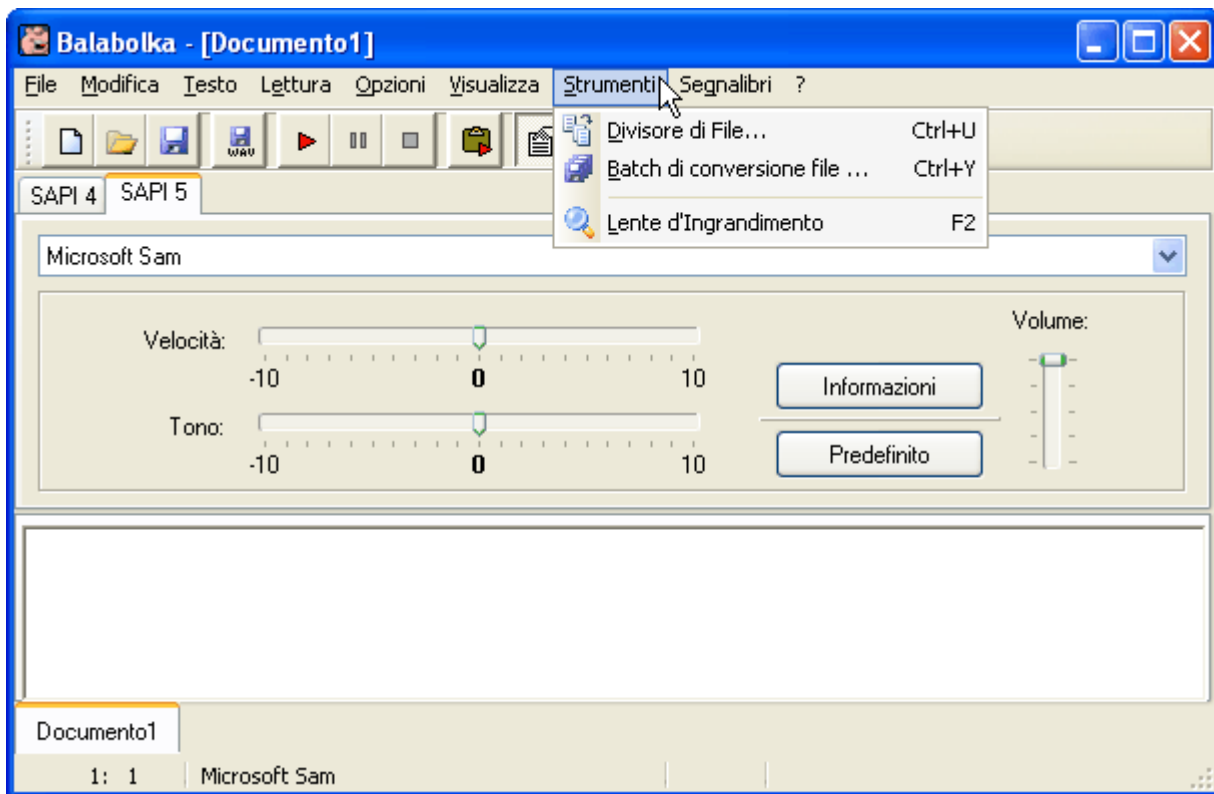 Balabolka - [Documento1]
File Modifica Testo Lettura Opzioni Visualizza Strumenti Segnalibri ?
WAV
Divisore di File... Ctrl+U
Batch di conversione file ... Ctrl+Y
Lente d'Ingrandimento F2
SAPI 4 SAPI 5
Microsoft Sam
Velocità:
-10 0 10
Tono:
-10 0 10
Informazioni
Predefinito
Volume:
Documento1
1: 1 Microsoft Sam